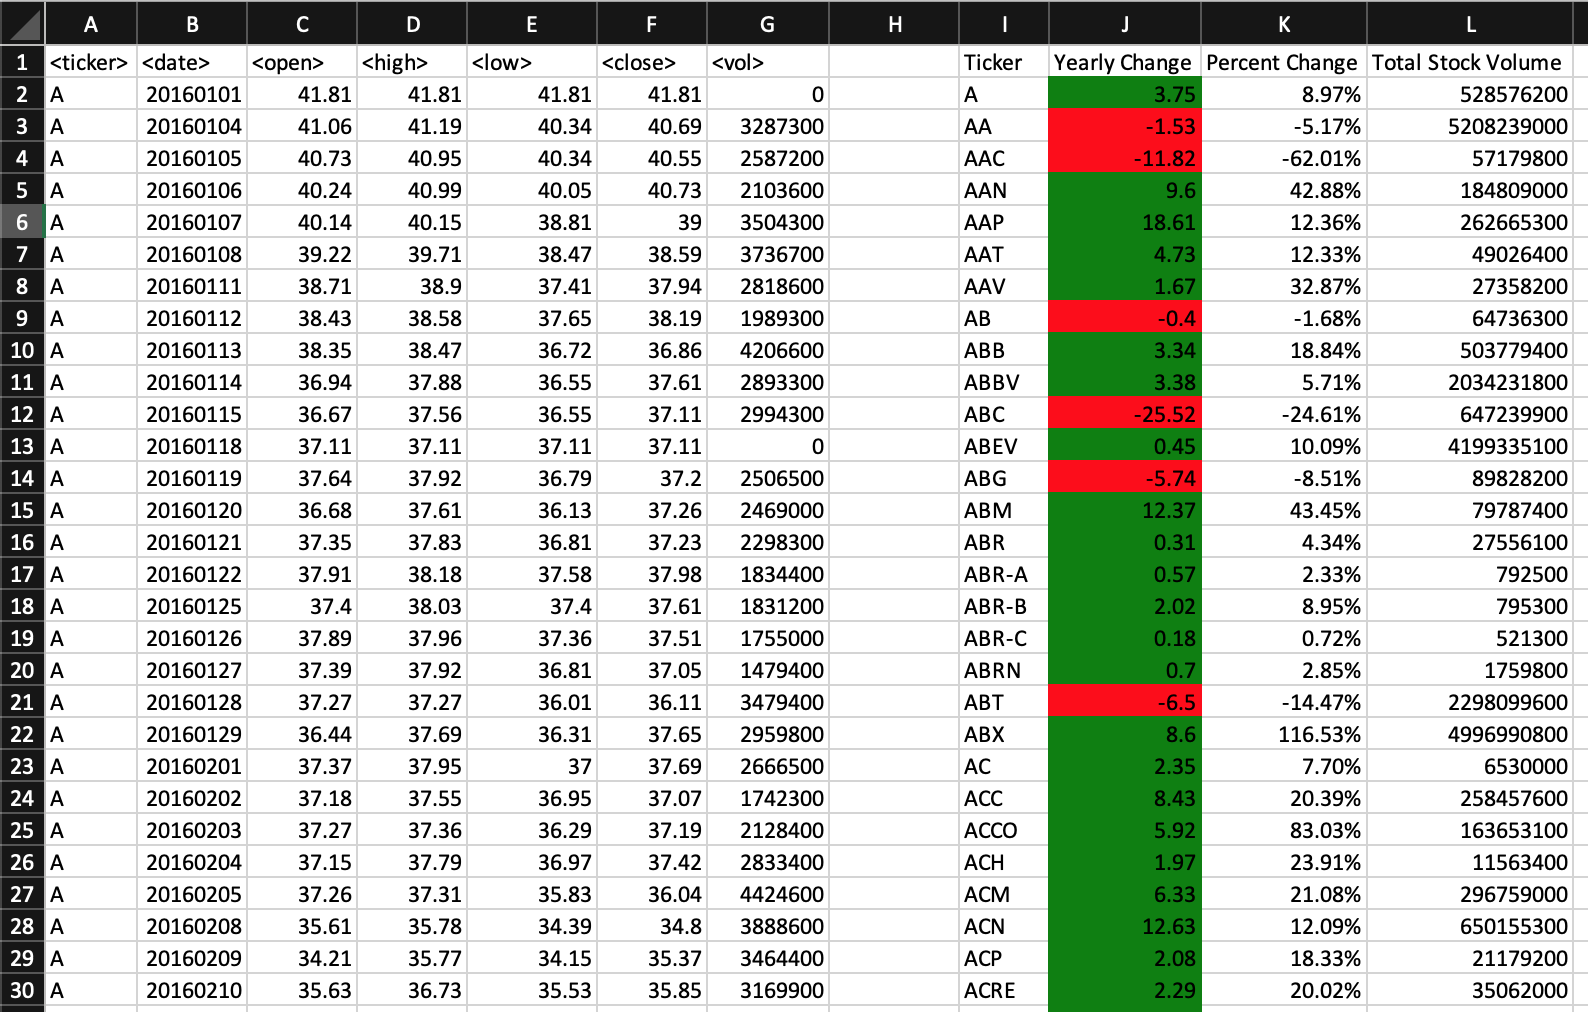 A B C D E F G H I J K L
1 <ticker> <date> <open> <high> <low> <close> <vol> Ticker Yearly Change Percent Change Total Stock Volume
2 A 20160101 41.81 41.81 41.81 41.81 0 A 3.75 8.97% 528576200
3 A 20160104 41.06 41.19 40.34 40.69 3287300 AA -1.53 -5.17% 5208239000
4 A 20160105 40.73 40.95 40.34 40.55 2587200 AAC -11.82 -62.01% 57179800
5 A 20160106 40.24 40.99 40.05 40.73 2103600 AAN 9.6 42.88% 184809000
6 A 20160107 40.14 40.15 38.81 39 3504300 AAP 18.61 12.36% 262665300
7 A 20160108 39.22 39.71 38.47 38.59 3736700 AAT 4.73 12.33% 49026400
8 A 20160111 38.71 38.9 37.41 37.94 2818600 AAV 1.67 32.87% 27358200
9 A 20160112 38.43 38.58 37.65 38.19 1989300 AB -0.4 -1.68% 64736300
10 A 20160113 38.35 38.47 36.72 36.86 4206600 ABB 3.34 18.84% 503779400
11 A 20160114 36.94 37.88 36.55 37.61 2893300 ABBV 3.38 5.71% 2034231800
12 A 20160115 36.67 37.56 36.55 37.11 2994300 ABC -25.52 -24.61% 647239900
13 A 20160118 37.11 37.11 37.11 37.11 0 ABEV 0.45 10.09% 4199335100
14 A 20160119 37.64 37.92 36.79 37.2 2506500 ABG -5.74 -8.51% 89828200
15 A 20160120 36.68 37.61 36.13 37.26 2469000 ABM 12.37 43.45% 79787400
16 A 20160121 37.35 37.83 36.81 37.23 2298300 ABR 0.31 4.34% 27556100
17 A 20160122 37.91 38.18 37.58 37.98 1834400 ABR-A 0.57 2.33% 792500
18 A 20160125 37.4 38.03 37.4 37.61 1831200 ABR-B 2.02 8.95% 795300
19 A 20160126 37.89 37.96 37.36 37.51 1755000 ABR-C 0.18 0.72% 521300
20 A 20160127 37.39 37.92 36.81 37.05 1479400 ABRN 0.7 2.85% 1759800
21 A 20160128 37.27 37.27 36.01 36.11 3479400 ABT -6.5 -14.47% 2298099600
22 A 20160129 36.44 37.69 36.31 37.65 2959800 ABX 8.6 116.53% 4996990800
23 A 20160201 37.37 37.95 37 37.69 2666500 AC 2.35 7.70% 6530000
24 A 20160202 37.18 37.55 36.95 37.07 1742300 ACC 8.43 20.39% 258457600
25 A 20160203 37.27 37.36 36.29 37.19 2128400 ACCO 5.92 83.03% 163653100
26 A 20160204 37.15 37.79 36.97 37.42 2833400 ACH 1.97 23.91% 11563400
27 A 20160205 37.26 37.31 35.83 36.04 4424600 ACM 6.33 21.08% 296759000
28 A 20160208 35.61 35.78 34.39 34.8 3888600 ACN 12.63 12.09% 650155300
29 A 20160209 34.21 35.77 34.15 35.37 3464400 ACP 2.08 18.33% 21179200
30 A 20160210 35.63 36.73 35.53 35.85 3169900 ACRE 2.29 20.02% 35062000